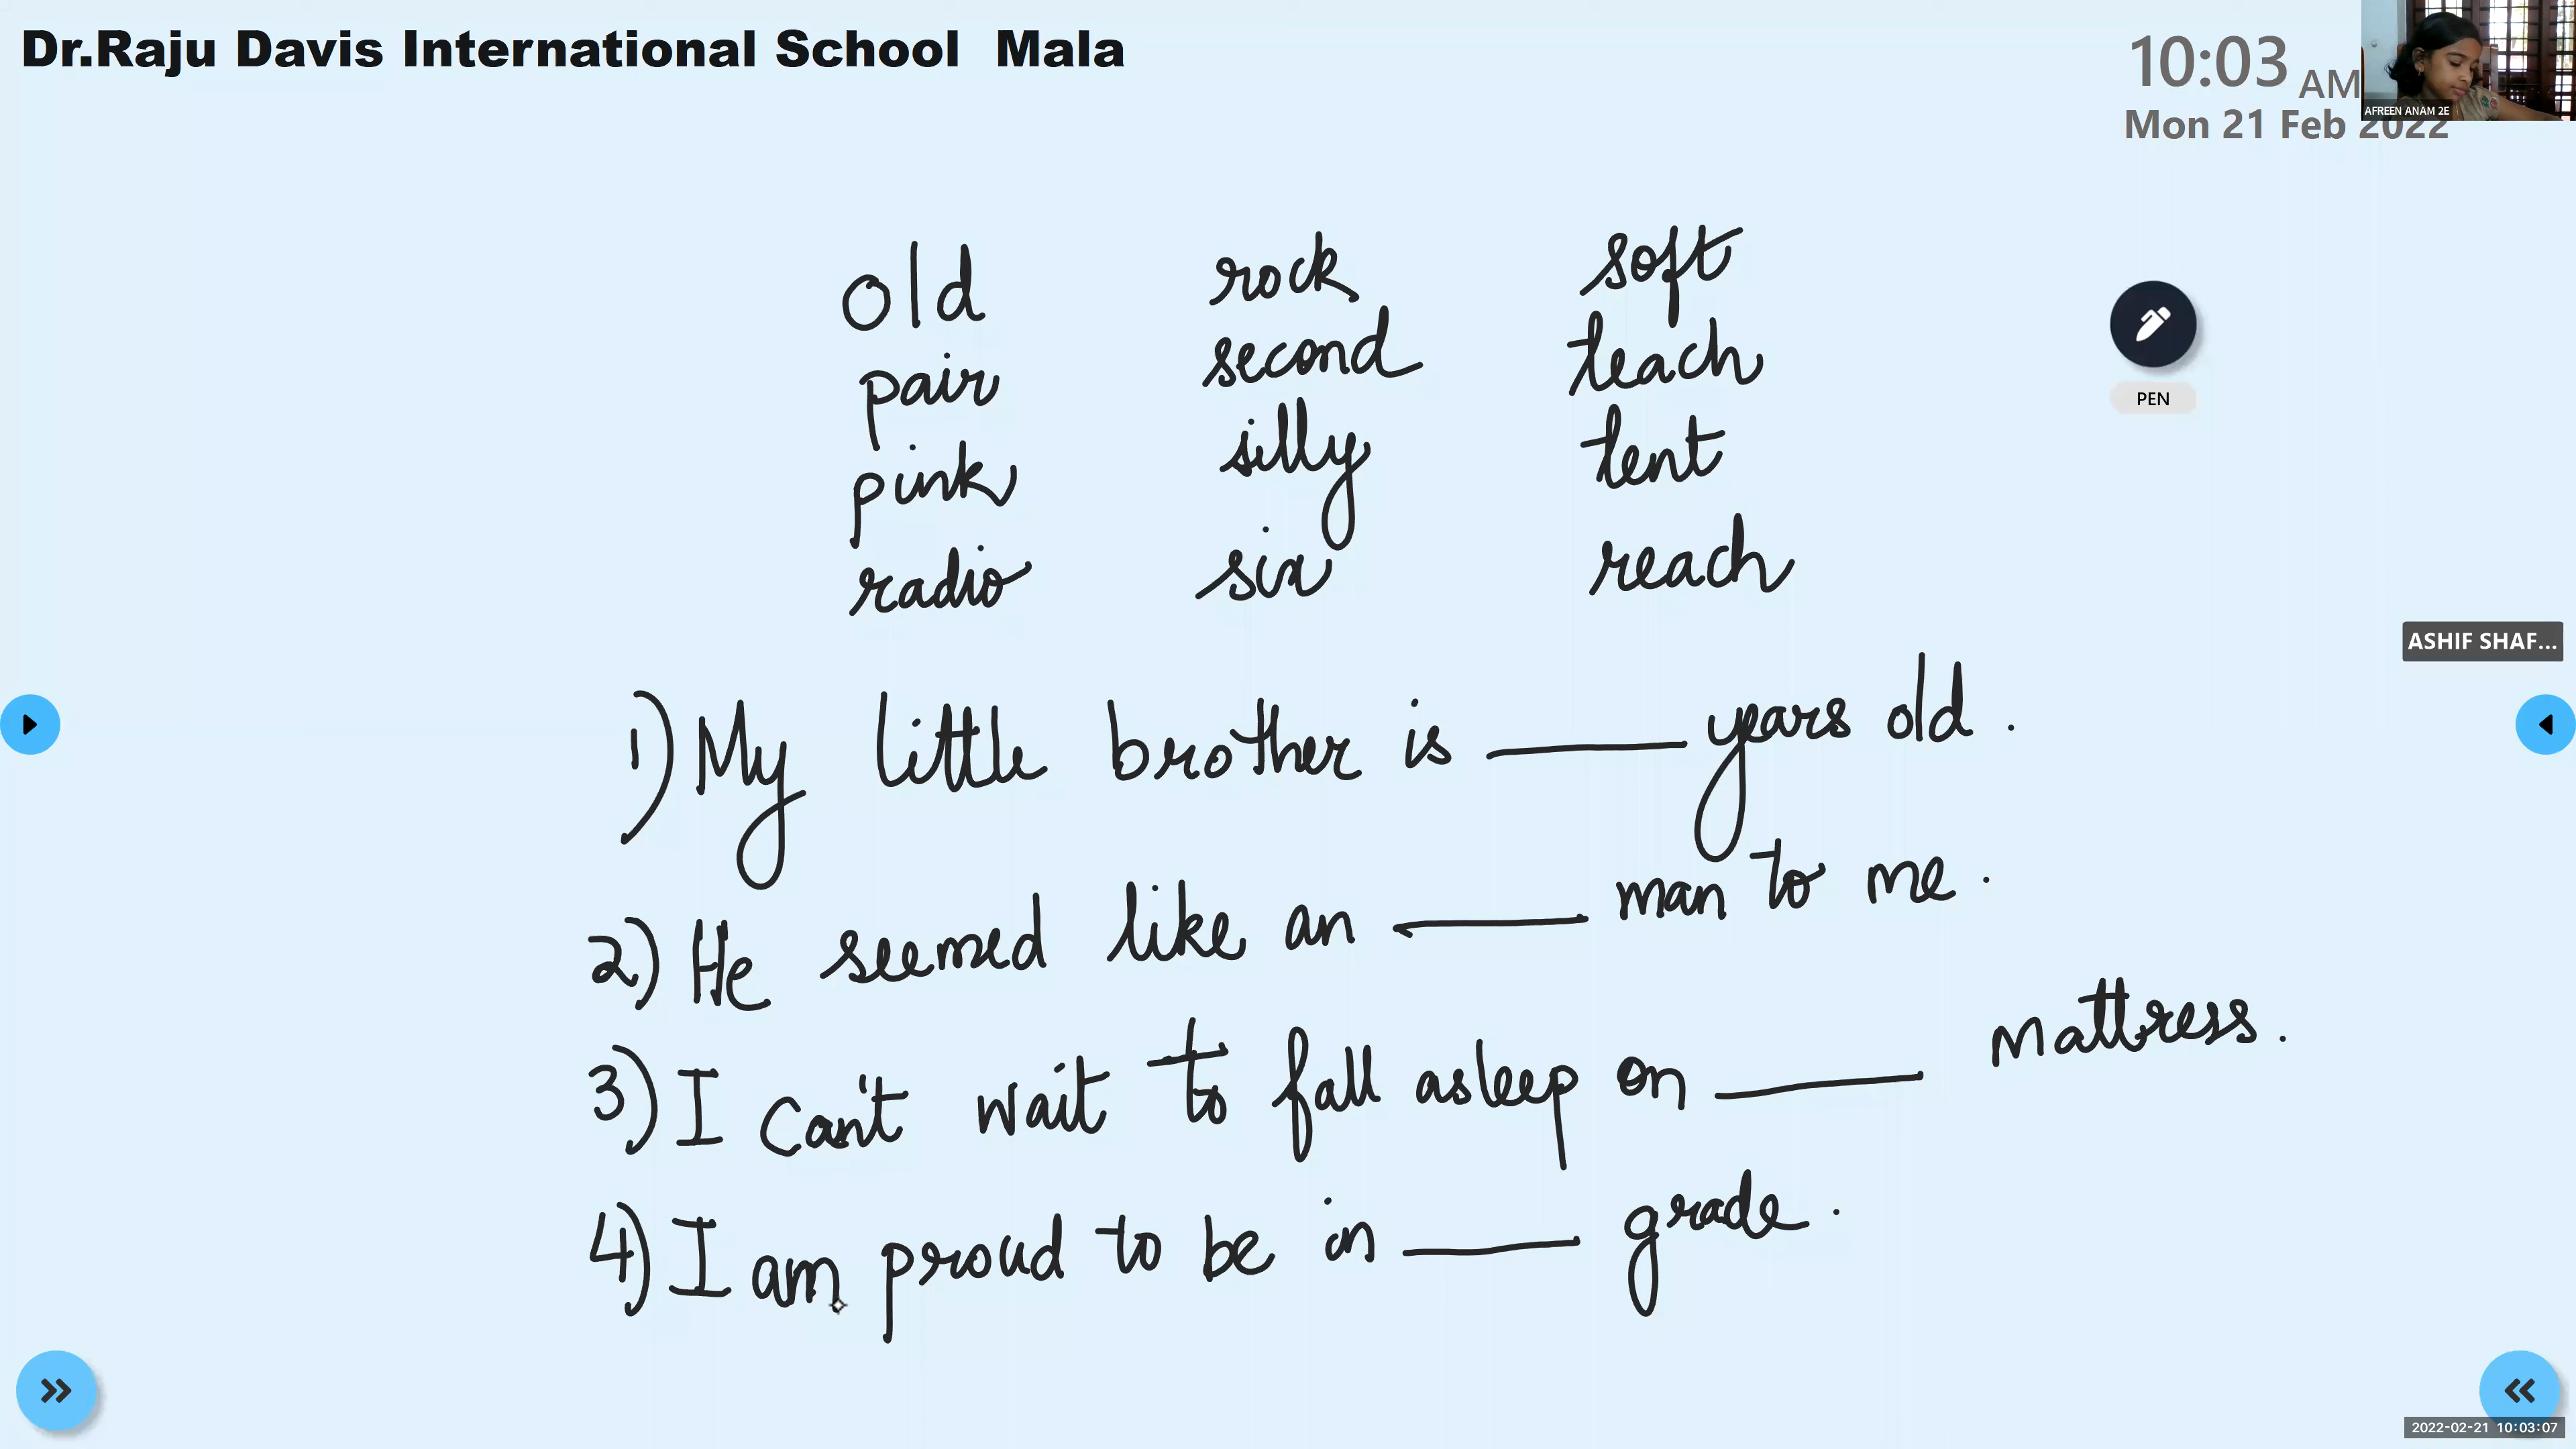 Dr.Raju Davis International School Mala
10:03 AM
AFREEN ANAM 2E
Mon 21 Feb 2022
old rock soft
pair second teach
PEN
pink silly tent
radio six reach
ASHIF SHAF...
1) My little brother is ____ years old.
2) He seemed like an ____ man to me.
3) I can't wait to fall asleep on ____ mattress.
4) I am proud to be in ____ grade.
2022-02-21 10:03:07